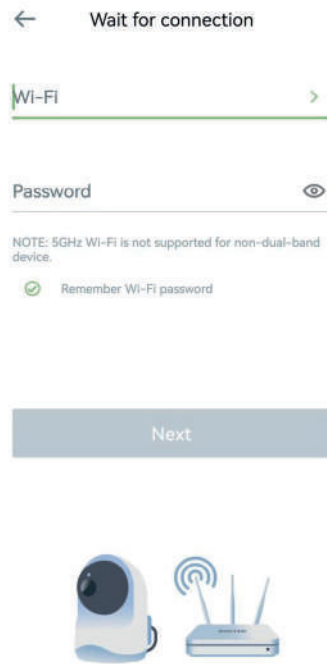 Wait for connection
Wi-Fi
Password
NOTE: 5GHz Wi-Fi is not supported for non-dual-band
device.
Remember Wi-Fi password
Next